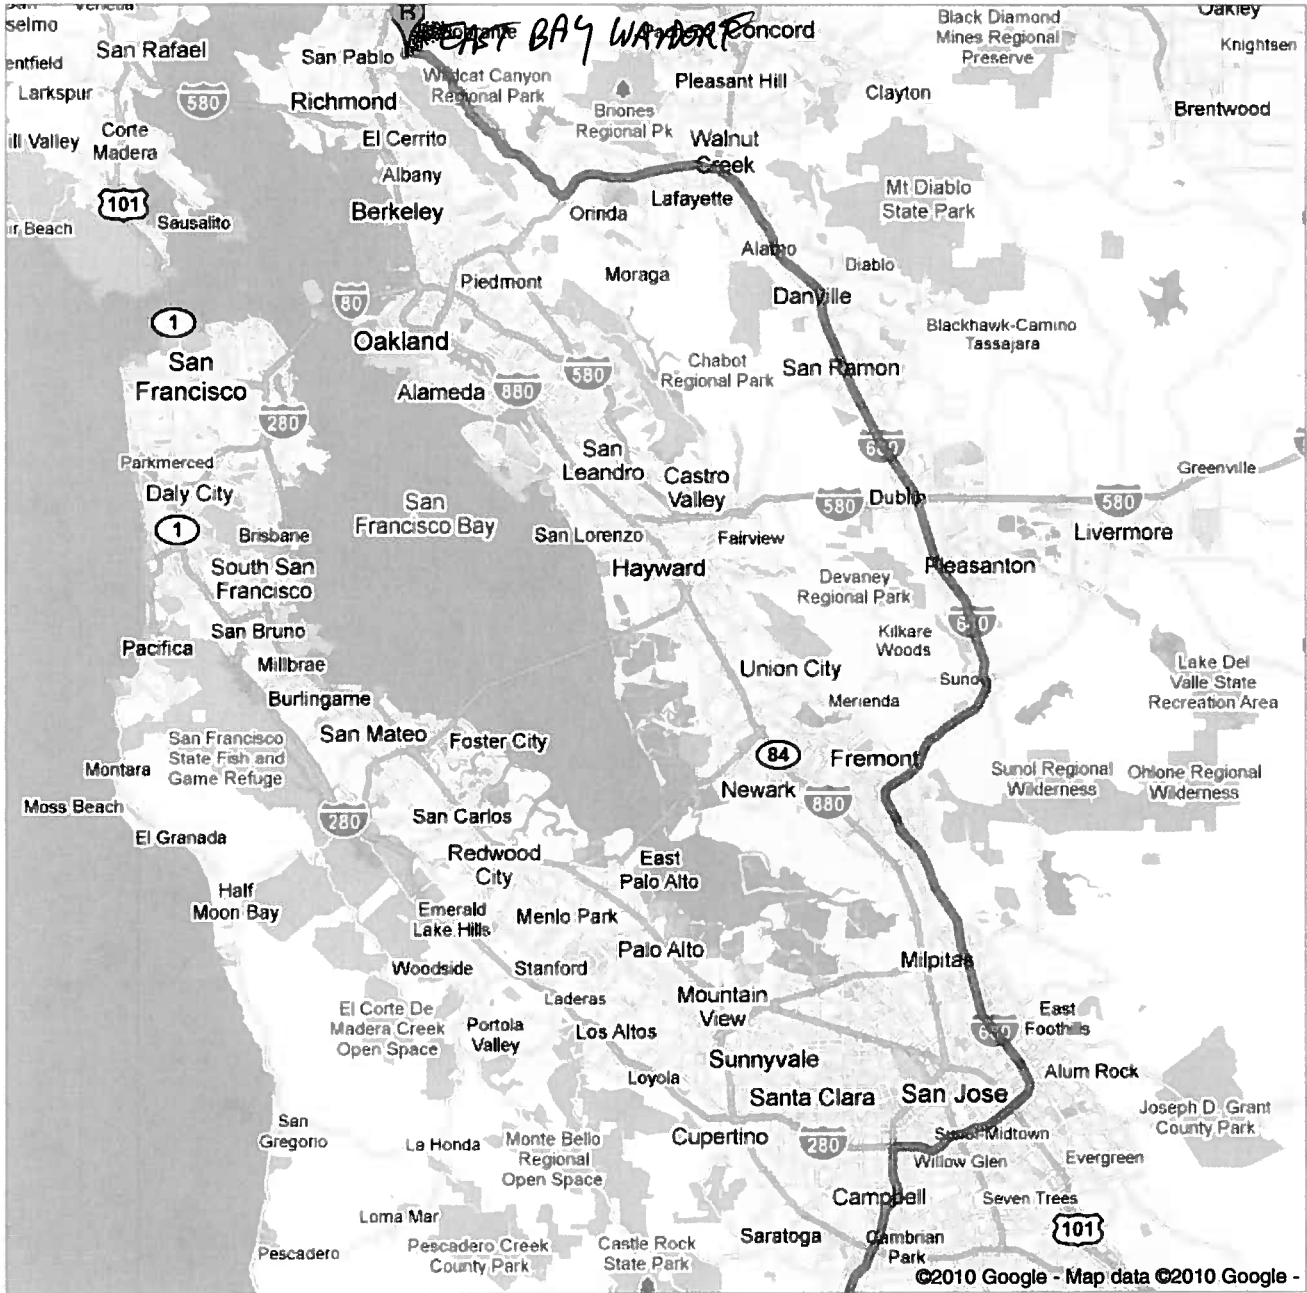 Venetia
selmo
San Rafael
entfield
Larkspur
580
ill Valley
Corte
Madera
101
Sausalito
ir Beach
San Pablo
B
EAST BAY
Concord
Wildcat Canyon
Regional Park
Richmond
El Cerrito
Albany
Berkeley
Briones
Regional Pk
Pleasant Hill
Walnut
Creek
Clayton
Black Diamond
Mines Regional
Preserve
Oakley
Knightsen
Brentwood
Orinda
Lafayette
Mt Diablo
State Park
Alamo
Diablo
Piedmont
Moraga
Danville
80
1
San
Francisco
Oakland
Alameda
880
580
Chabot
Regional Park
San Ramon
Blackhawk-Camino
Tassajara
280
Parkmerced
Daly City
1
Brisbane
South San
Francisco
San
Francisco Bay
San
Leandro
Castro
Valley
680
580
Dublin
580
Greenville
Livermore
San Lorenzo
Fairview
Hayward
Devaney
Regional Park
Pleasanton
680
Kilkare
Woods
Pacifica
San Bruno
Millbrae
Burlingame
Union City
Merienda
Sunol
Lake Del
Valle State
Recreation Area
San Francisco
State Fish and
Game Refuge
San Mateo
Foster City
84
Fremont
Newark
880
Sunol Regional
Wilderness
Ohlone Regional
Wilderness
Montara
Moss Beach
El Granada
280
San Carlos
Redwood
City
East
Palo Alto
Half
Moon Bay
Emerald
Lake Hills
Menlo Park
Palo Alto
Milpitas
Woodside
Stanford
Laderas
Mountain
View
El Corte De
Madera Creek
Open Space
Portola
Valley
Los Altos
680
East
Foothills
Sunnyvale
Loyola
Santa Clara
San Jose
Alum Rock
Joseph D. Grant
County Park
San
Gregorio
La Honda
Monte Bello
Regional
Open Space
Cupertino
280
Midtown
Willow Glen
Evergreen
Campbell
Seven Trees
101
Loma Mar
Saratoga
Cambrian
Park
Pescadero
Pescadero Creek
County Park
Castle Rock
State Park
©2010 Google - Map data ©2010 Google -